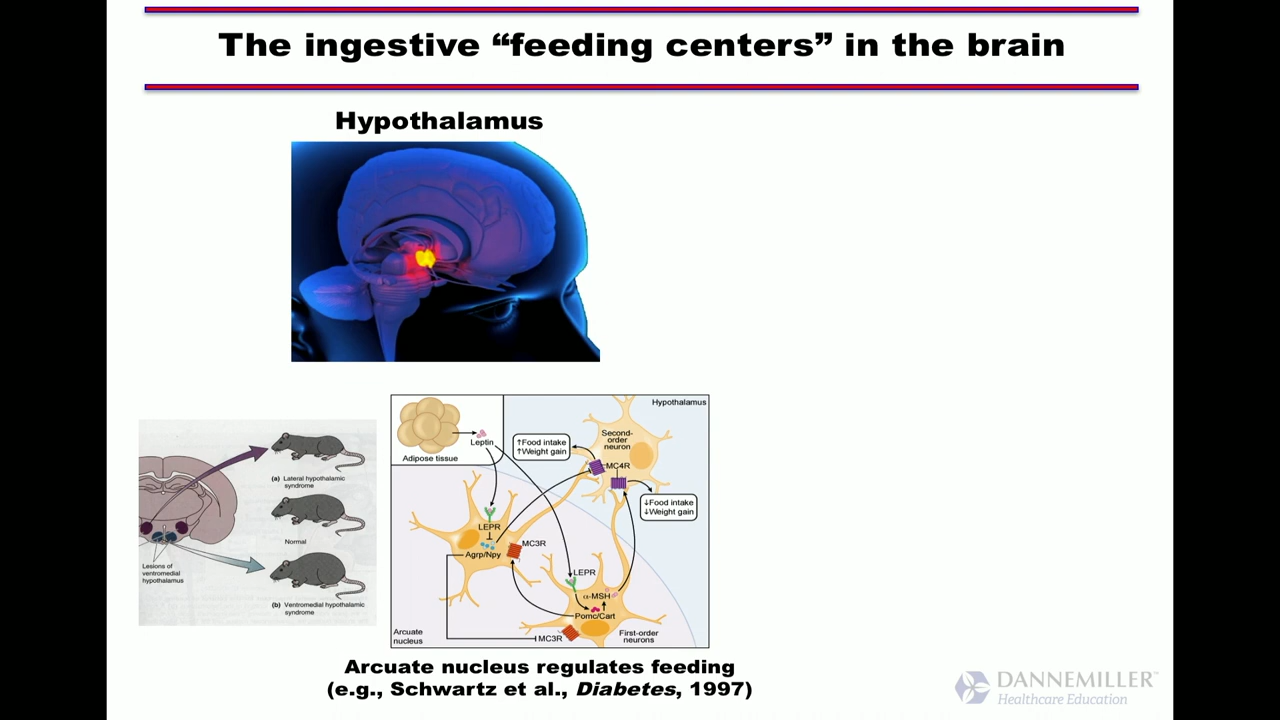 The ingestive “feeding centers” in the brain
Hypothalamus
(a) Lateral hypothalamic
syndrome
Normal
Lesions of
ventromedial
hypothalamus
(b) Ventromedial hypothalamic
syndrome
Hypothalamus
Adipose tissue
Leptin
↑Food intake
↑Weight gain
Second-
order
neuron
MC4R
↓Food intake
↓Weight gain
LEPR
Agrp/Npy
MC3R
LEPR
α-MSH
Pomc/Cart
MC3R
First-order
neurons
Arcuate
nucleus
Arcuate nucleus regulates feeding
(e.g., Schwartz et al., Diabetes, 1997)
DANNEMILLER™
Healthcare Education